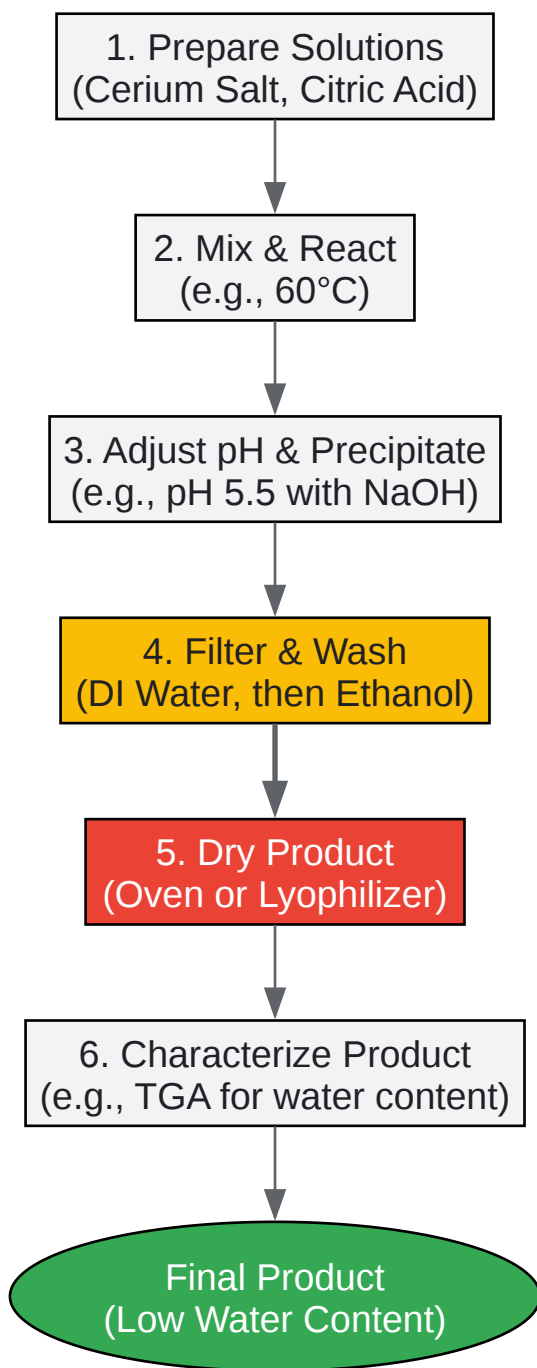 1. Prepare Solutions
(Cerium Salt, Citric Acid)
2. Mix & React
(e.g., 60°C)
3. Adjust pH & Precipitate
(e.g., pH 5.5 with NaOH)
4. Filter & Wash
(DI Water, then Ethanol)
5. Dry Product
(Oven or Lyophilizer)
6. Characterize Product
(e.g., TGA for water content)
Final Product
(Low Water Content)